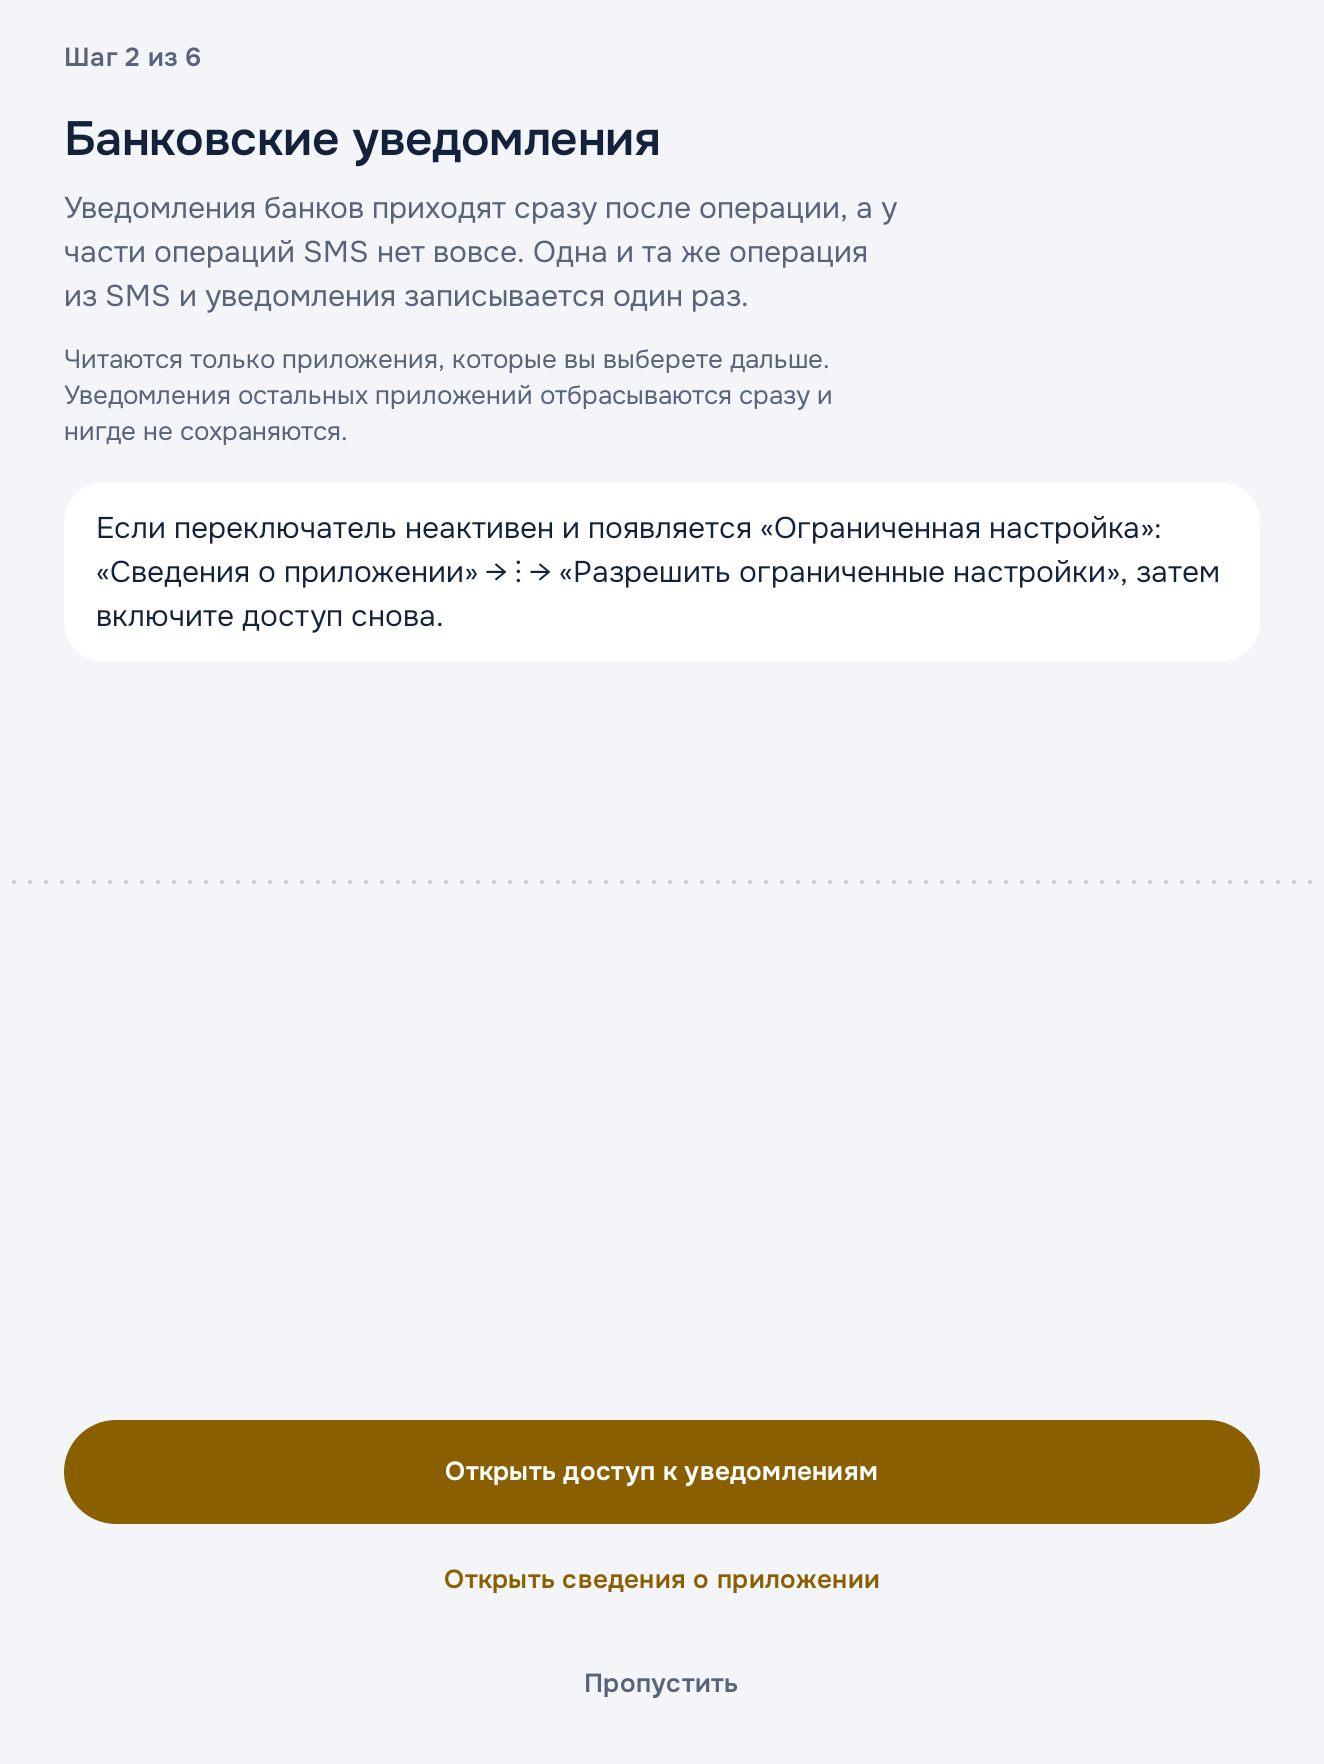 Шаг 2 из 6
Банковские уведомления
Уведомления банков приходят сразу после операции, а у
части операций SMS нет вовсе. Одна и та же операция
из SMS и уведомления записывается один раз.
Читаются только приложения, которые вы выберете дальше.
Уведомления остальных приложений отбрасываются сразу и
нигде не сохраняются.
Если переключатель неактивен и появляется «Ограниченная настройка»:
«Сведения о приложении» → ⋮ → «Разрешить ограниченные настройки», затем
включите доступ снова.
Открыть доступ к уведомлениям
Открыть сведения о приложении
Пропустить